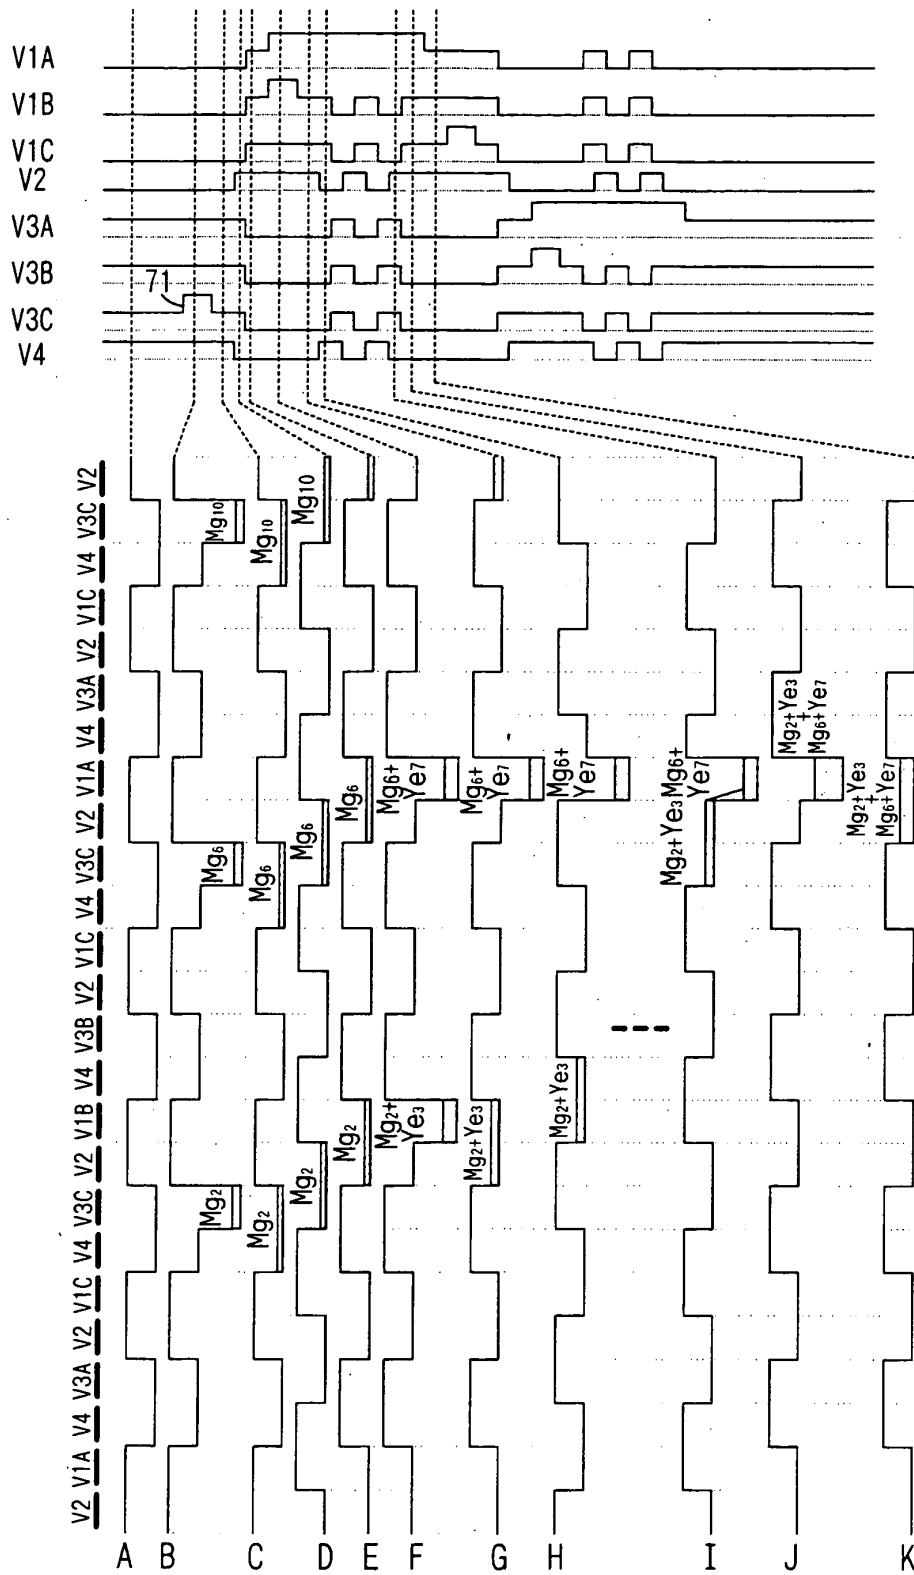 V1A
V1B
V1C
V2
V3A
V3B
71
V3C
V4
V2
V3C
V4
V1C
V2
V3A
V4
V1A
V2
V3C
V4
V1C
V2
V3B
V4
V1B
V2
V3C
V4
V1C
V2
V3A
V4
V1A
V2
Mg10
Mg10
Mg10
Mg6
Mg6
Mg6
Mg6
Mg6+
Ye7
Mg6+
Ye7
Mg6+
Ye7
Mg6+
Ye7
Mg2+Ye3
Mg2+Ye3
+
Mg6+Ye7
Mg2+Ye3
+
Mg6+Ye7
Mg2
Mg2
Mg2
Mg2
Mg2+
Ye3
Mg2+Ye3
Mg2+Ye3
A B C D E F G H I J K